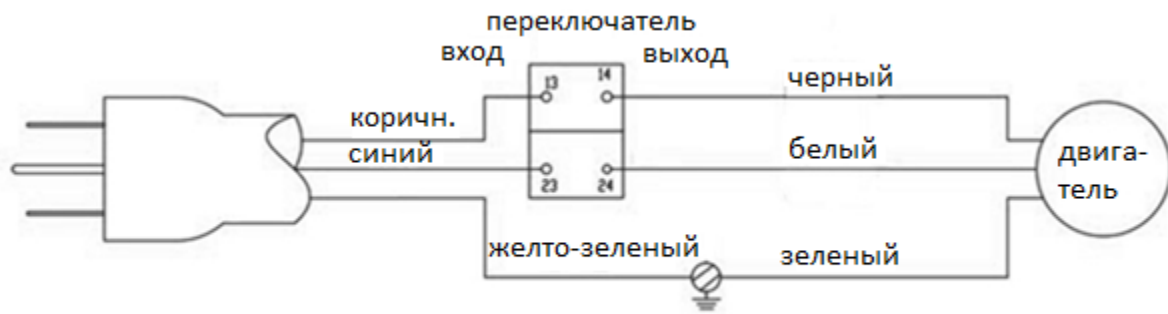 переключатель
вход
выход
13
14
черный
коричн.
синий
белый
двига-
тель
23
24
желто-зеленый
зеленый